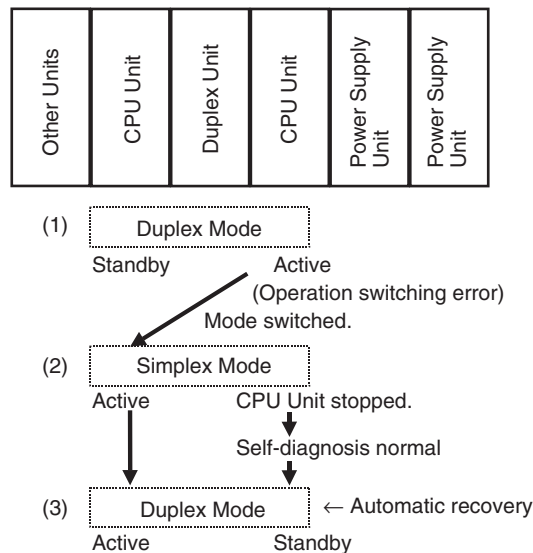 Other Units
CPU Unit
Duplex Unit
CPU Unit
Power Supply
Unit
Power Supply
Unit
(1) Duplex Mode
Standby Active
(Operation switching error)
Mode switched.
(2) Simplex Mode
Active CPU Unit stopped.
Self-diagnosis normal
(3) Duplex Mode ← Automatic recovery
Active Standby